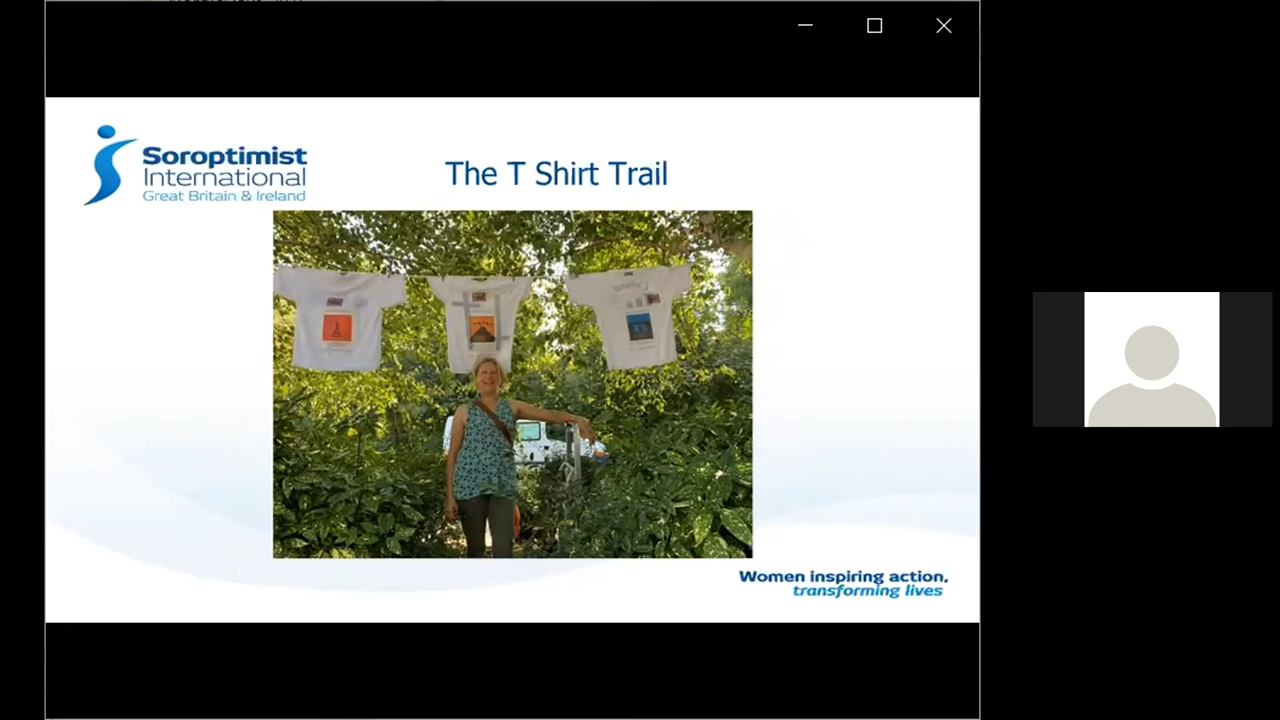 Soroptimist
International
Great Britain & Ireland
The T Shirt Trail
Women inspiring action,
transforming lives